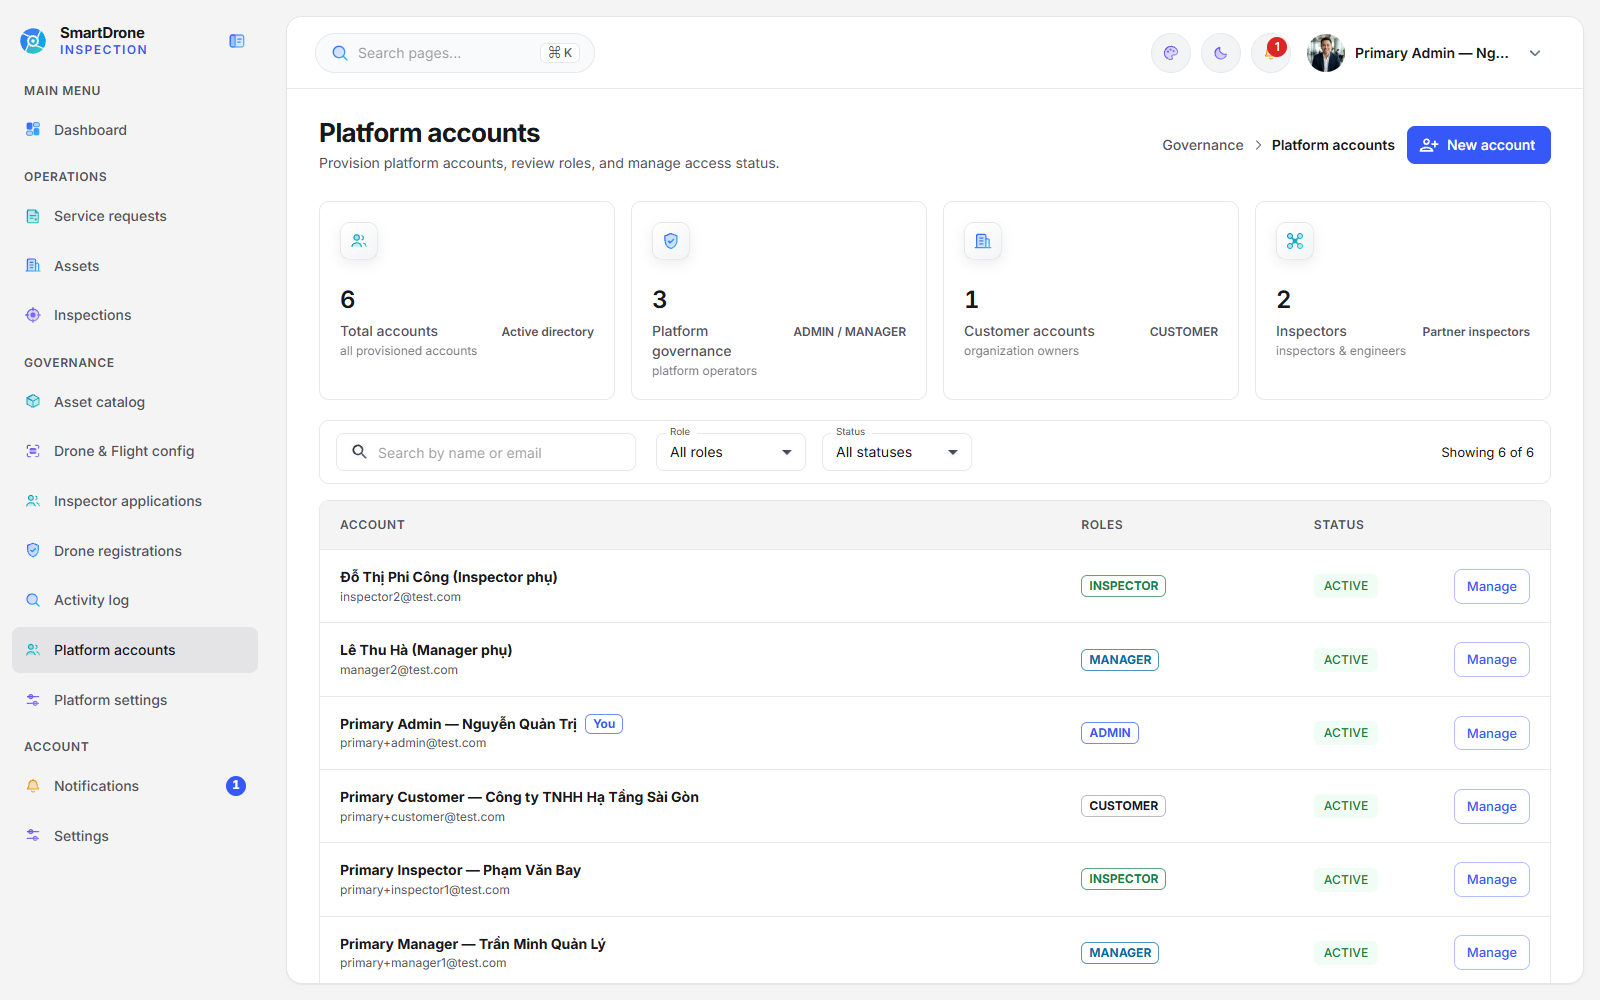 SmartDrone
INSPECTION
MAIN MENU
Dashboard
OPERATIONS
Service requests
Assets
Inspections
GOVERNANCE
Asset catalog
Drone & Flight config
Inspector applications
Drone registrations
Activity log
Platform accounts
Platform settings
ACCOUNT
Notifications 1
Settings
Search pages... ⌘ K
1
Primary Admin — Ng...
Platform accounts
Provision platform accounts, review roles, and manage access status.
Governance > Platform accounts
New account
6
Total accounts
all provisioned accounts
Active directory
3
Platform
governance
platform operators
ADMIN / MANAGER
1
Customer accounts
organization owners
CUSTOMER
2
Inspectors
inspectors & engineers
Partner inspectors
Search by name or email
Role
All roles
Status
All statuses
Showing 6 of 6
ACCOUNT ROLES STATUS
Đỗ Thị Phi Công (Inspector phụ)
inspector2@test.com
INSPECTOR ACTIVE Manage
Lê Thu Hà (Manager phụ)
manager2@test.com
MANAGER ACTIVE Manage
Primary Admin — Nguyễn Quản Trị You
primary+admin@test.com
ADMIN ACTIVE Manage
Primary Customer — Công ty TNHH Hạ Tầng Sài Gòn
primary+customer@test.com
CUSTOMER ACTIVE Manage
Primary Inspector — Phạm Văn Bay
primary+inspector1@test.com
INSPECTOR ACTIVE Manage
Primary Manager — Trần Minh Quản Lý
primary+manager1@test.com
MANAGER ACTIVE Manage